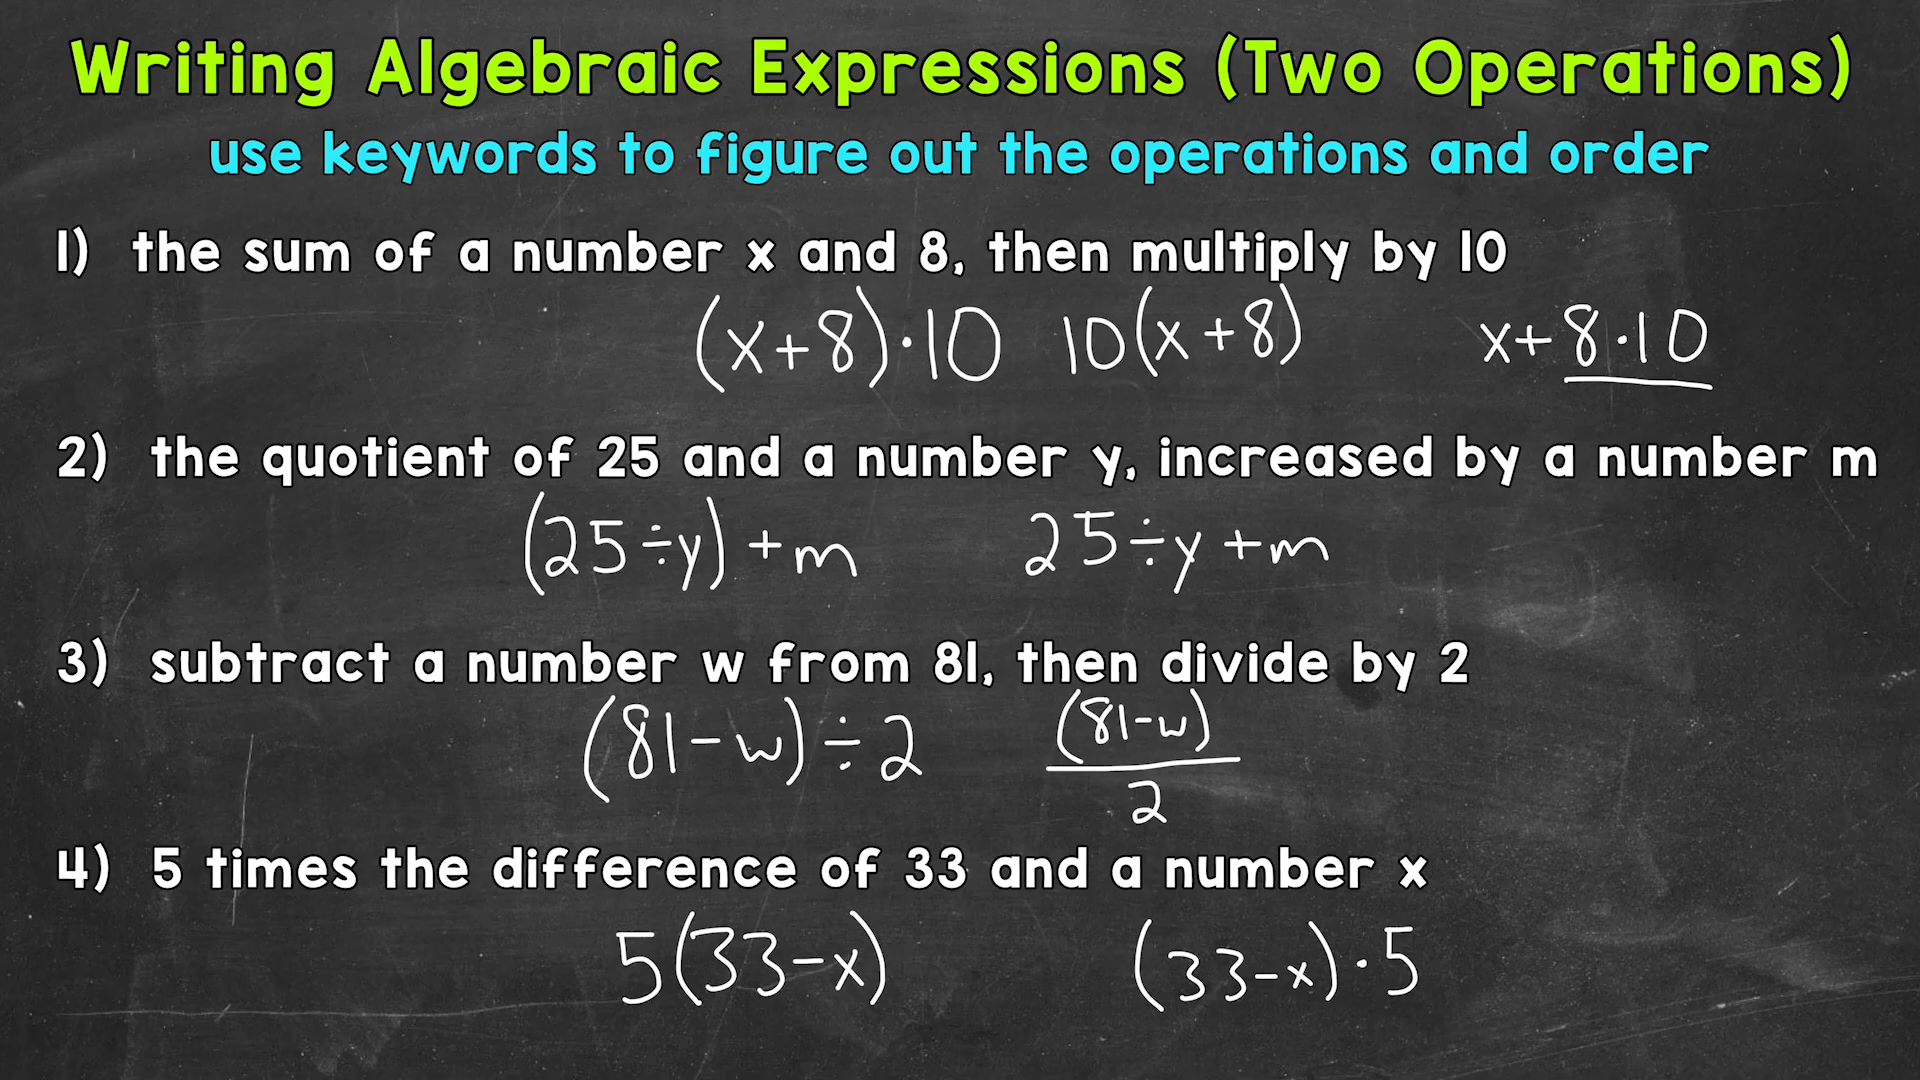 Writing Algebraic Expressions (Two Operations)
use keywords to figure out the operations and order
1) the sum of a number x and 8, then multiply by 10
(x+8)·10 10(x+8) x+8·10
2) the quotient of 25 and a number y, increased by a number m
(25÷y)+m 25÷y+m
3) subtract a number w from 81, then divide by 2
(81-w)÷2 (81-w)
2
4) 5 times the difference of 33 and a number x
5(33-x) (33-x)·5